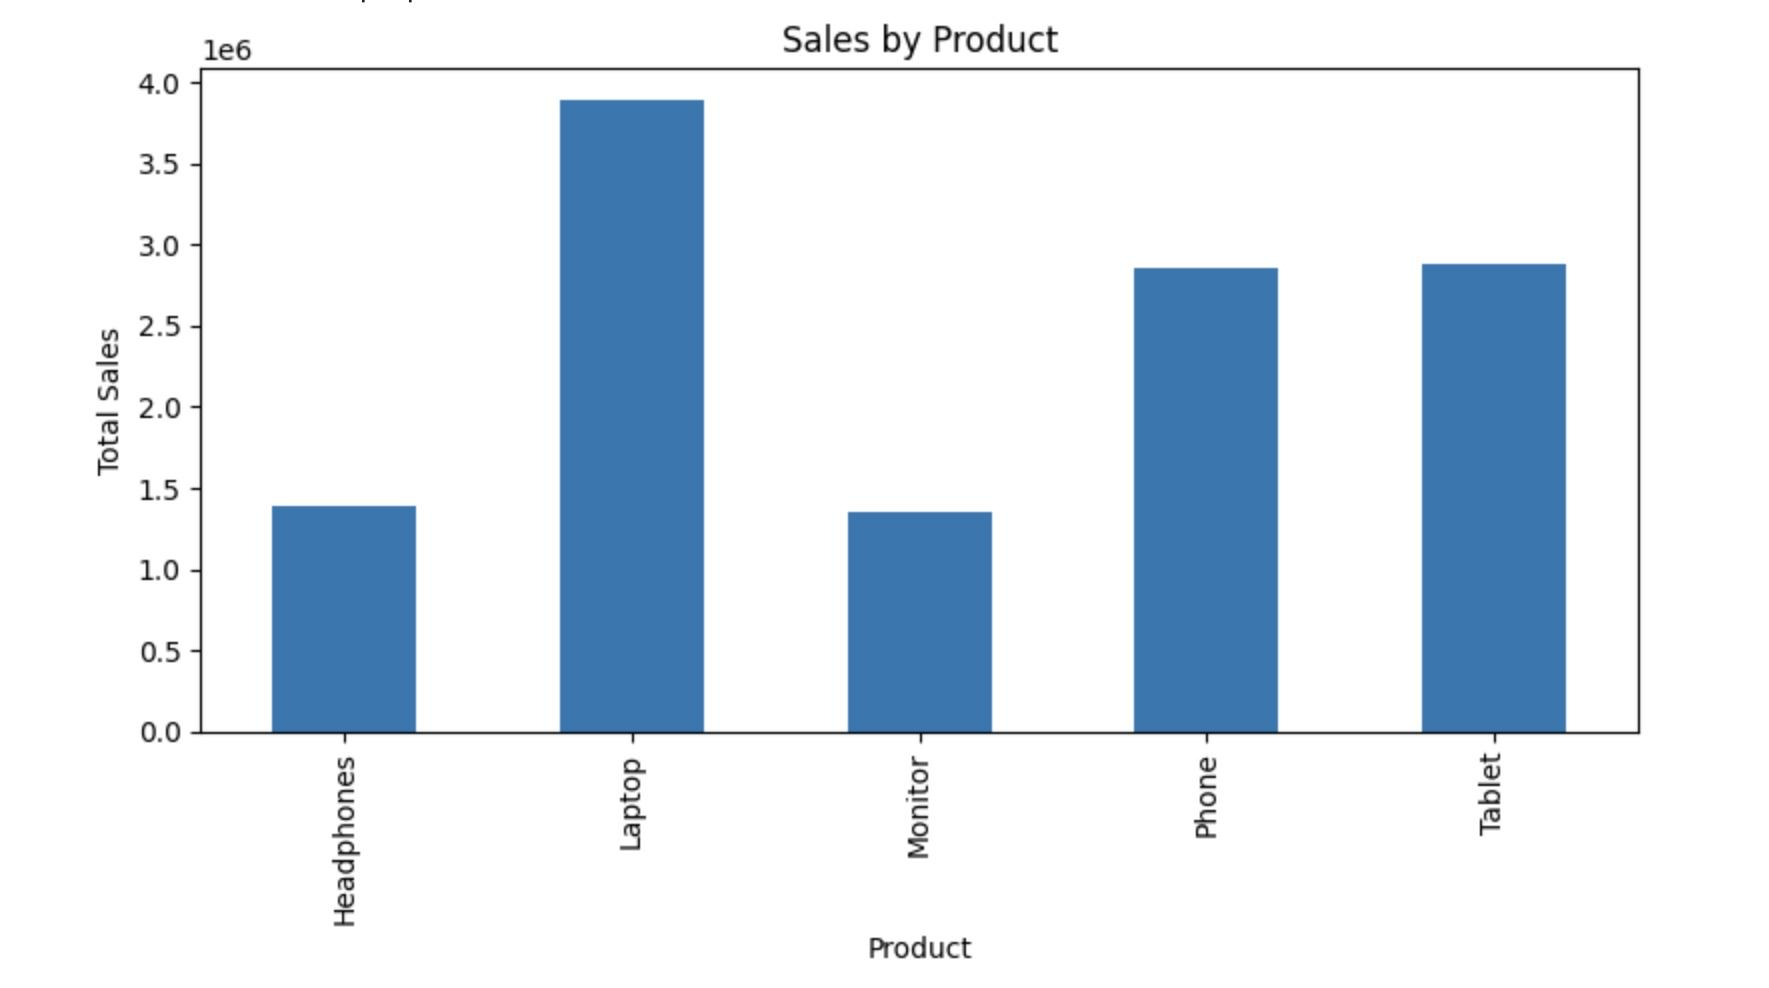 Sales by Product
1e6
4.0
3.5
3.0
2.5
2.0
1.5
1.0
0.5
0.0
Total Sales
Headphones
Laptop
Monitor
Phone
Tablet
Product